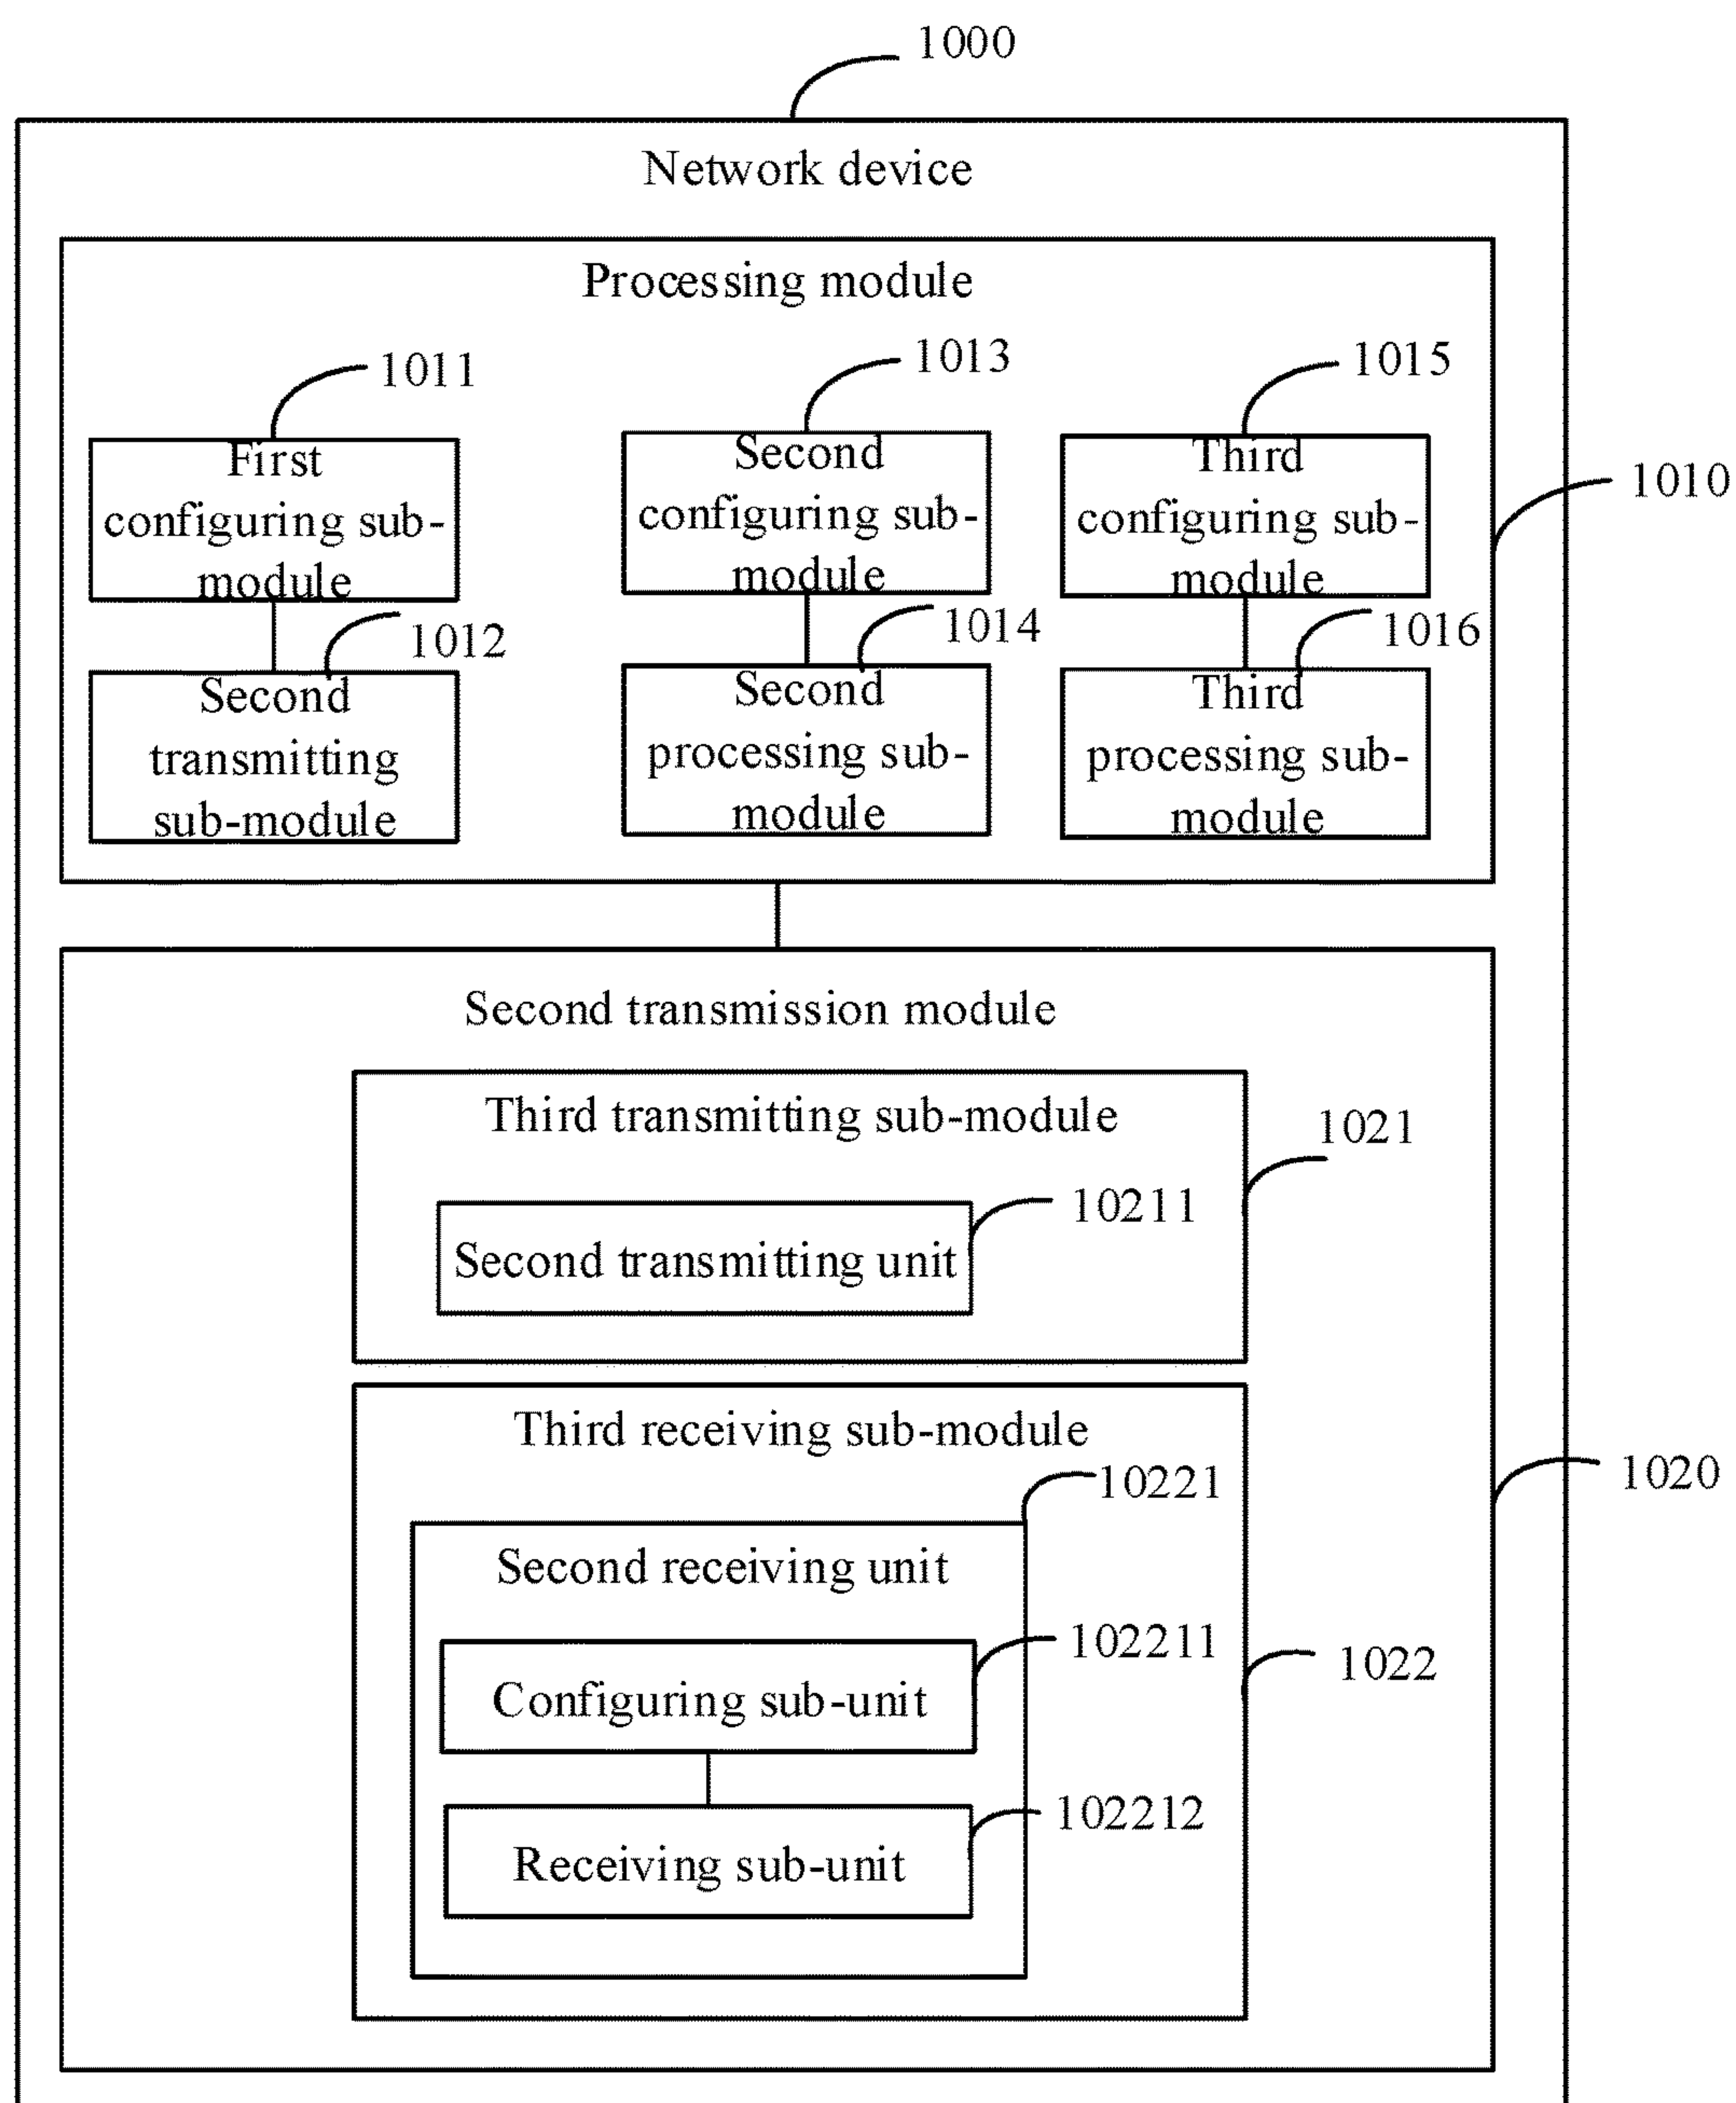 1000
Network device
Processing module
1011
1013
1015
First
configuring sub-
module
Second
configuring sub-
module
Third
configuring sub-
module
1010
1012
1014
1016
Second
transmitting
sub-module
Second
processing sub-
module
Third
processing sub-
module
Second transmission module
Third transmitting sub-module
1021
10211
Second transmitting unit
Third receiving sub-module
10221
1020
Second receiving unit
102211
1022
Configuring sub-unit
102212
Receiving sub-unit